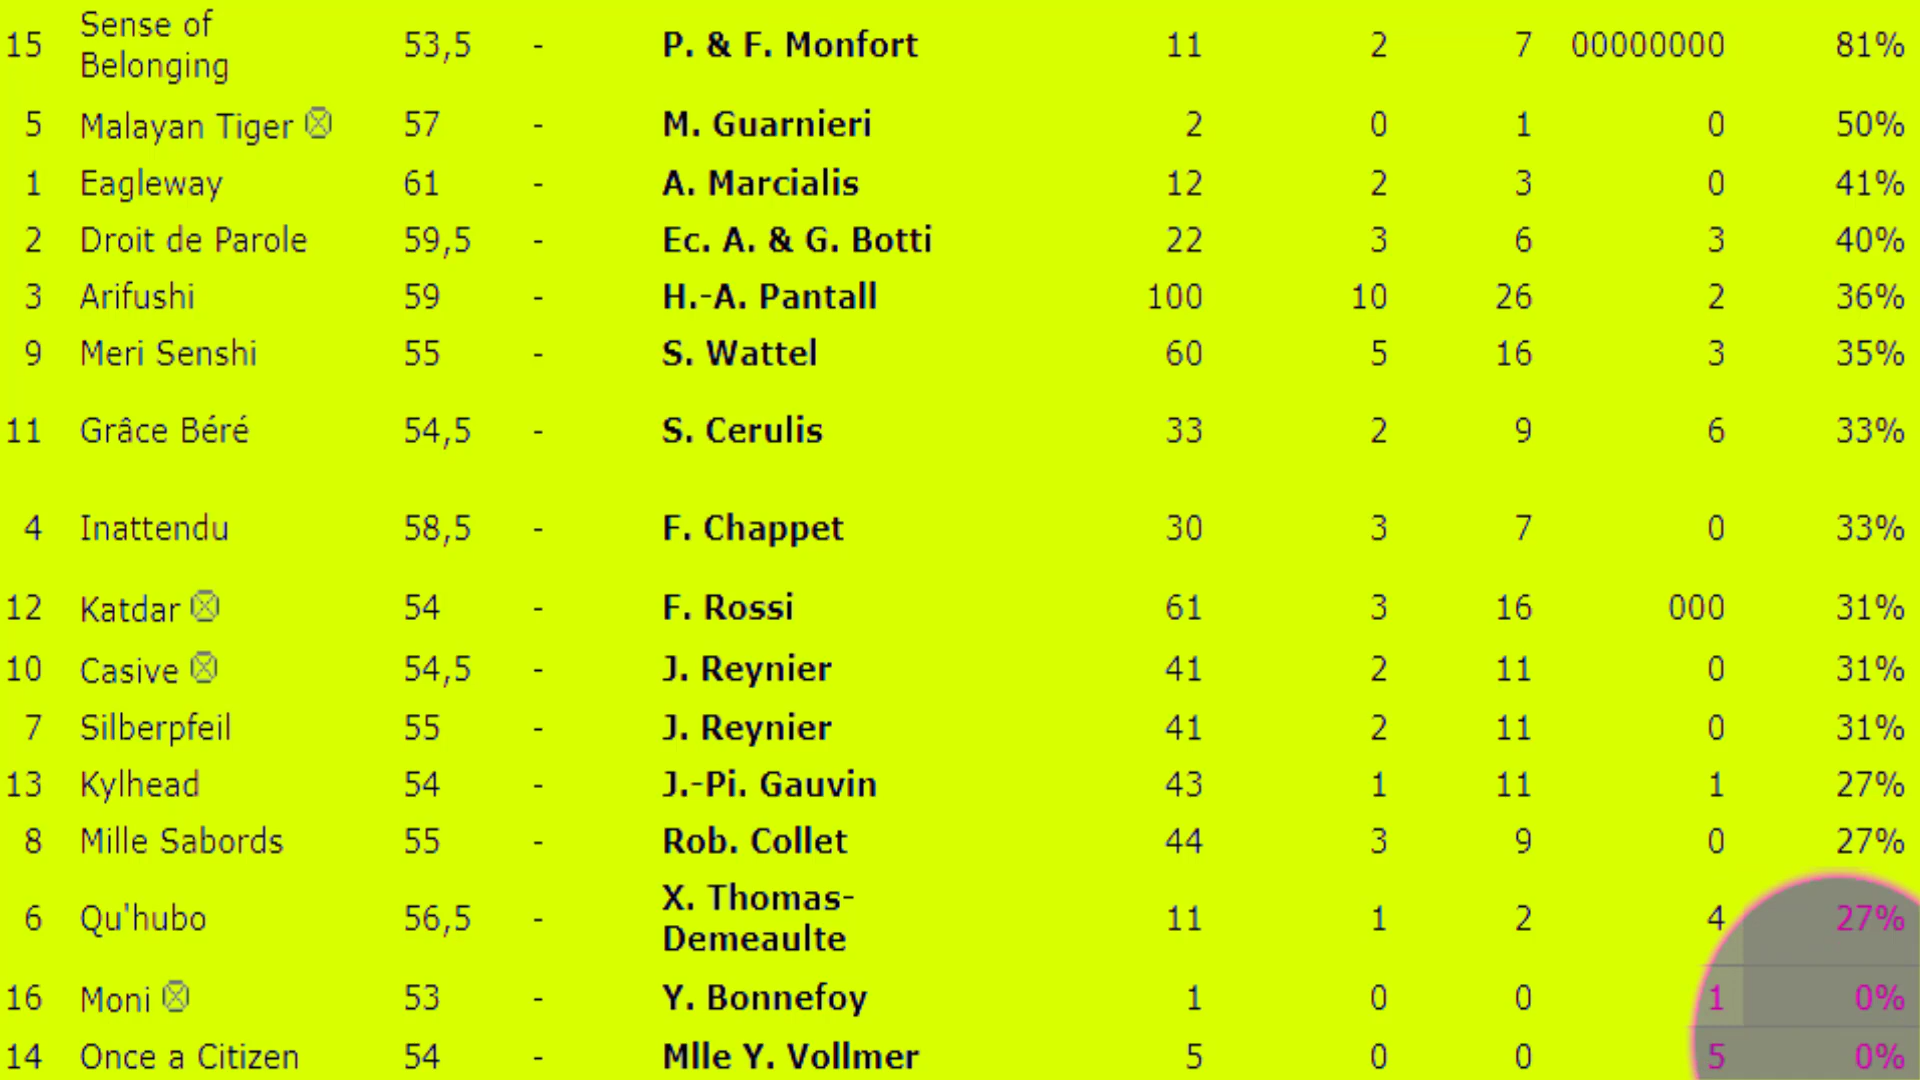 15 Sense of Belonging 53,5 - P. & F. Monfort 11 2 7 00000000 81%
5 Malayan Tiger 57 - M. Guarnieri 2 0 1 0 50%
1 Eagleway 61 - A. Marcialis 12 2 3 0 41%
2 Droit de Parole 59,5 - Ec. A. & G. Botti 22 3 6 3 40%
3 Arifushi 59 - H.-A. Pantall 100 10 26 2 36%
9 Meri Senshi 55 - S. Wattel 60 5 16 3 35%
11 Grâce Béré 54,5 - S. Cerulis 33 2 9 6 33%
4 Inattendu 58,5 - F. Chappet 30 3 7 0 33%
12 Katdar 54 - F. Rossi 61 3 16 000 31%
10 Casive 54,5 - J. Reynier 41 2 11 0 31%
7 Silberpfeil 55 - J. Reynier 41 2 11 0 31%
13 Kylhead 54 - J.-Pi. Gauvin 43 1 11 1 27%
8 Mille Sabords 55 - Rob. Collet 44 3 9 0 27%
6 Qu'hubo 56,5 - X. Thomas-Demeaulte 11 1 2 4 27%
16 Moni 53 - Y. Bonnefoy 1 0 0 1 0%
14 Once a Citizen 54 - Mlle Y. Vollmer 5 0 0 5 0%